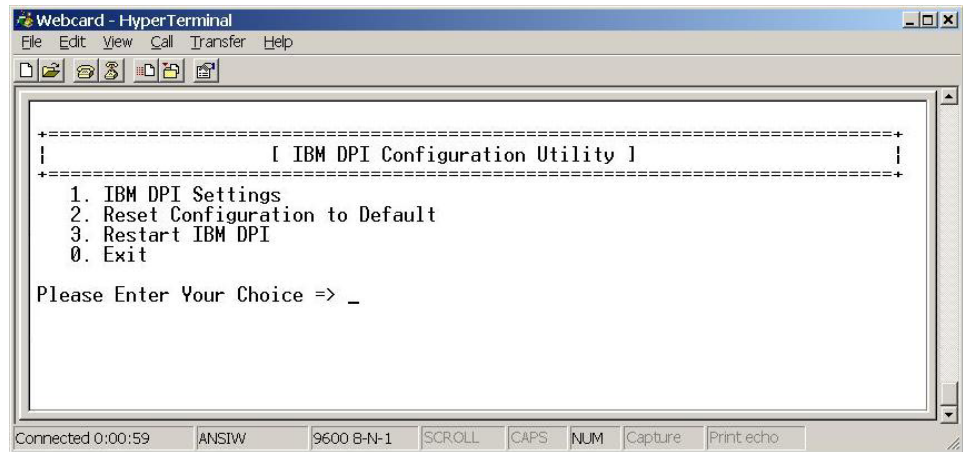 Webcard - HyperTerminal
File Edit View Call Transfer Help
+============================================================================+
¦ [ IBM DPI Configuration Utility ] ¦
+============================================================================+
1. IBM DPI Settings
2. Reset Configuration to Default
3. Restart IBM DPI
0. Exit
Please Enter Your Choice => _
Connected 0:00:59 ANSIW 9600 8-N-1 SCROLL CAPS NUM Capture Print echo